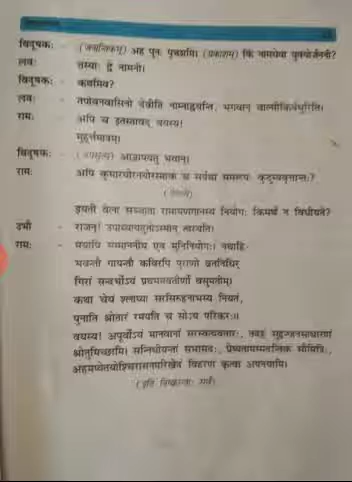 विदूषकः - (जनान्तिकम्) अहं पुनः पृच्छामि। (प्रकाशम्) किं नामधेया युवयोर्जननी?
लवः - तस्याः द्वे नामनी।
विदूषकः - कथमिव?
लवः - तपोवनवासिनो देवीति नाम्नाह्वयन्ति, भगवान् वाल्मीकिर्वधूरिति।
रामः - अपि च इतस्तावद् वयस्य!
मुहूर्त्तमात्रम्।
विदूषकः - (उपसृत्य) आज्ञापयतु भवान्।
रामः - अपि कुमारयोरनयोरस्माकं च सर्वथा समरूपः कुटुम्बवृत्तान्तः?
(नेपथ्ये)
इयती वेला सञ्जाता रामायणगानस्य नियोगः किमर्थं न विधीयते?
उभौ - राजन्! उपाध्यायदूतोऽस्मान् त्वरयति।
रामः - मयापि सम्माननीय एव मुनिनियोगः। तथाहि-
भवन्तौ गायन्तौ कविरपि पुराणो व्रतनिधिर्
गिरां सन्दर्भोऽयं प्रथममवतीर्णो वसुमतीम्।
कथा चेयं श्लाघ्या सरसिरुहनाभस्य नियतं,
पुनाति श्रोतारं रमयति च सोऽयं परिकरः॥
वयस्य! अपूर्वोऽयं मानवानां सरस्वत्यवतारः, तदहं सुहृज्जनसाधारणं
श्रोतुमिच्छामि। सन्निधीयन्तां सभासदः, प्रेष्यतामस्मदन्तिकं सौमित्रिः,
अहमप्येतयोश्चिरासनपरिखेदं विहरणं कृत्वा अपनयामि।
(इति निष्क्रान्ताः सर्वे)